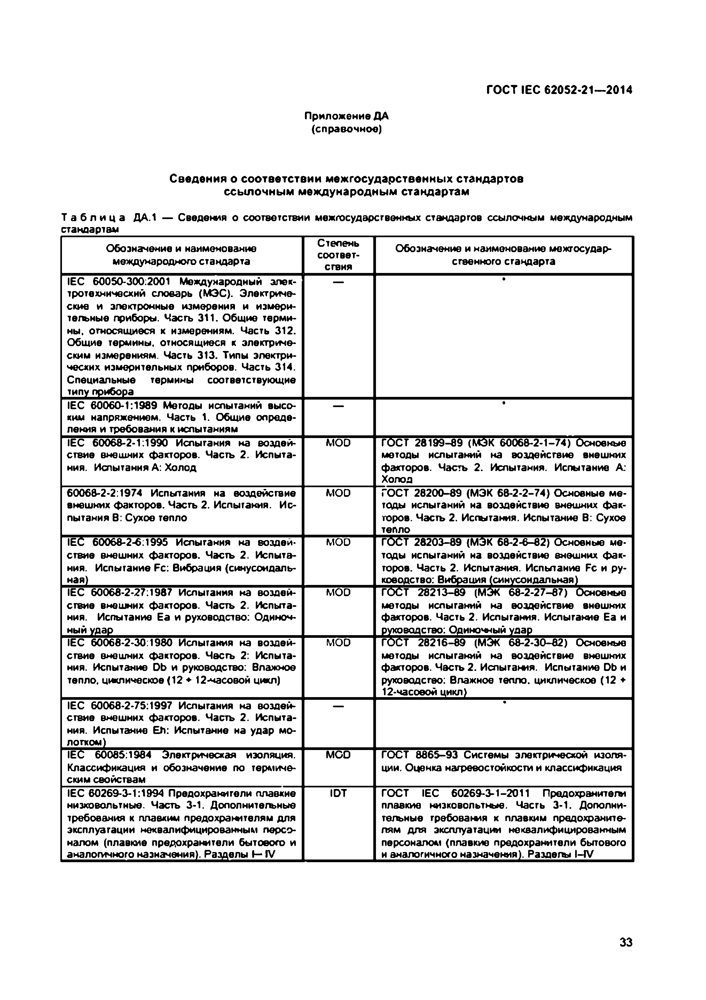 ГОСТ IEC 62052-21—2014
Приложение ДА
(справочное)
Сведения о соответствии межгосударственных стандартов
ссылочным международным стандартам
Таблица ДА.1 — Сведения о соответствии межгосударственных стандартов ссылочным международным
стандартам
Обозначение и наименование
международного стандарта
Степень
соответ-
ствия
Обозначение и наименование межгосудар-
ственного стандарта
IEC 60050-300:2001 Международный элек-
тротехнический словарь (МЭС). Электриче-
ские и электронные измерения и измери-
тельные приборы. Часть 311. Общие терми-
ны, относящиеся к измерениям. Часть 312.
Общие термины, относящиеся к электриче-
ским измерениям. Часть 313. Типы электри-
ческих измерительных приборов. Часть 314.
Специальные термины соответствующие
типу прибора
—
*
IEC 60060-1:1989 Методы испытаний высо-
ким напряжением. Часть 1. Общие опреде-
ления и требования к испытаниям
—
*
IEC 60068-2-1:1990 Испытания на воздей-
ствие внешних факторов. Часть 2. Испыта-
ния. Испытания А: Холод
MOD
ГОСТ 28199–89 (МЭК 60068-2-1–74) Основные
методы испытаний на воздействие внешних
факторов. Часть 2. Испытания. Испытание А:
Холод
60068-2-2:1974 Испытания на воздействие
внешних факторов. Часть 2. Испытания. Ис-
пытания В: Сухое тепло
MOD
ГОСТ 28200–89 (МЭК 68-2-2–74) Основные ме-
тоды испытаний на воздействие внешних фак-
торов. Часть 2. Испытания. Испытание В: Сухое
тепло
IEC 60068-2-6:1995 Испытания на воздей-
ствие внешних факторов. Часть 2. Испыта-
ния. Испытание Fc: Вибрация (синусоидаль-
ная)
MOD
ГОСТ 28203–89 (МЭК 68-2-6–82) Основные ме-
тоды испытаний на воздействие внешних фак-
торов. Часть 2. Испытания. Испытание Fc и ру-
ководство: Вибрация (синусоидальная)
IEC 60068-2-27:1987 Испытания на воздей-
ствие внешних факторов. Часть 2. Испыта-
ния. Испытание Еа и руховодство: Одиноч-
ный удар
MOD
ГОСТ 28213–89 (МЭК 68-2-27–87) Основные
методы испытаний на воздействие внешних
факторов. Часть 2. Испытания. Испытание Еа и
руководство: Одиночный удар
IEC 60068-2-30:1980 Испытания на воздей-
ствие внешних факторов. Часть 2: Испыта-
ния. Испытание Db и руководство: Влажное
тепло, циклическое (12 + 12-часовой цикл)
MOD
ГОСТ 28216–89 (МЭК 68-2-30–82) Основные
методы испытаний на воздействие внешних
факторов. Часть 2. Испытания. Испытание Db и
руководство: Влажное тепло, циклическое (12 +
12-часовой цикл)
IEC 60068-2-75:1997 Испытания на воздей-
ствие внешних факторов. Часть 2. Испыта-
ния. Испытание Eh: Испытание на удар мо-
лотком)
—
*
IEC 60085:1984 Электрическая изоляция.
Классификация и обозначение по термиче-
ским свойствам
MOD
ГОСТ 8865–93 Системы электрической изоля-
ции. Оценка нагревостойкости и классификация
IEC 60269-3-1:1994 Предохранители плавкие
низковольтные. Часть 3-1. Дополнительные
требования к плавким предохранителям для
эксплуатации неквалифицированным персо-
налом (плавкие предохранители бытового и
аналогичного назначения). Разделы I— IV
IDT
ГОСТ IEC 60269-3-1–2011 Предохранители
плавкие низковольтные. Часть 3-1. Дополни-
тельные требования к плавким предохраните-
лям для эксплуатации неквалифицированным
персоналом (плавкие предохранители бытового
и аналогичного назначения). Разделы I–IV
33